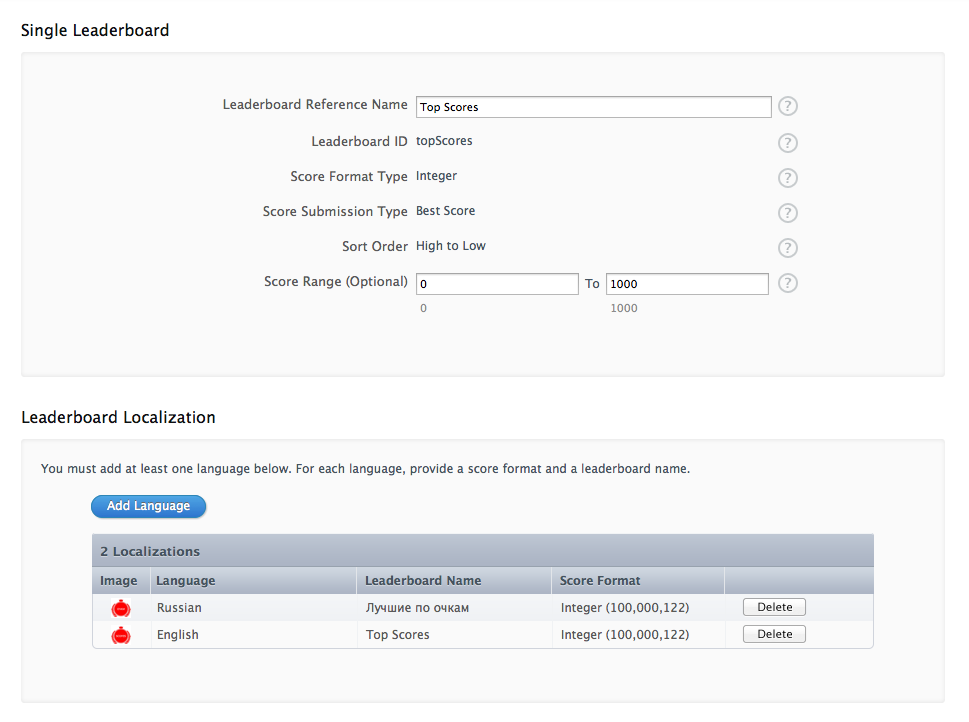 Single Leaderboard
Leaderboard Reference Name Top Scores ?
Leaderboard ID topScores ?
Score Format Type Integer ?
Score Submission Type Best Score ?
Sort Order High to Low ?
Score Range (Optional) 0 To 1000 ?
0 1000
Leaderboard Localization
You must add at least one language below. For each language, provide a score format and a leaderboard name.
Add Language
2 Localizations
Image Language Leaderboard Name Score Format
Russian Лучшие по очкам Integer (100,000,122) Delete
English Top Scores Integer (100,000,122) Delete